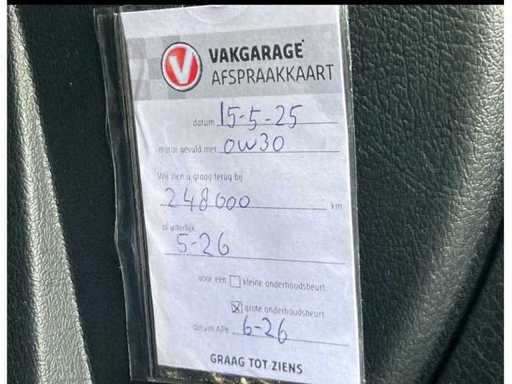 V VAKGARAGE
AFSPRAAKKAART
datum 15-5-25
motor gevuld met 0W30
Wij zien u graag terug bij
248000 km
of uiterlijk
5-26
voor een kleine onderhoudsbeurt
grote onderhoudsbeurt
datum APK 6-26
GRAAG TOT ZIENS